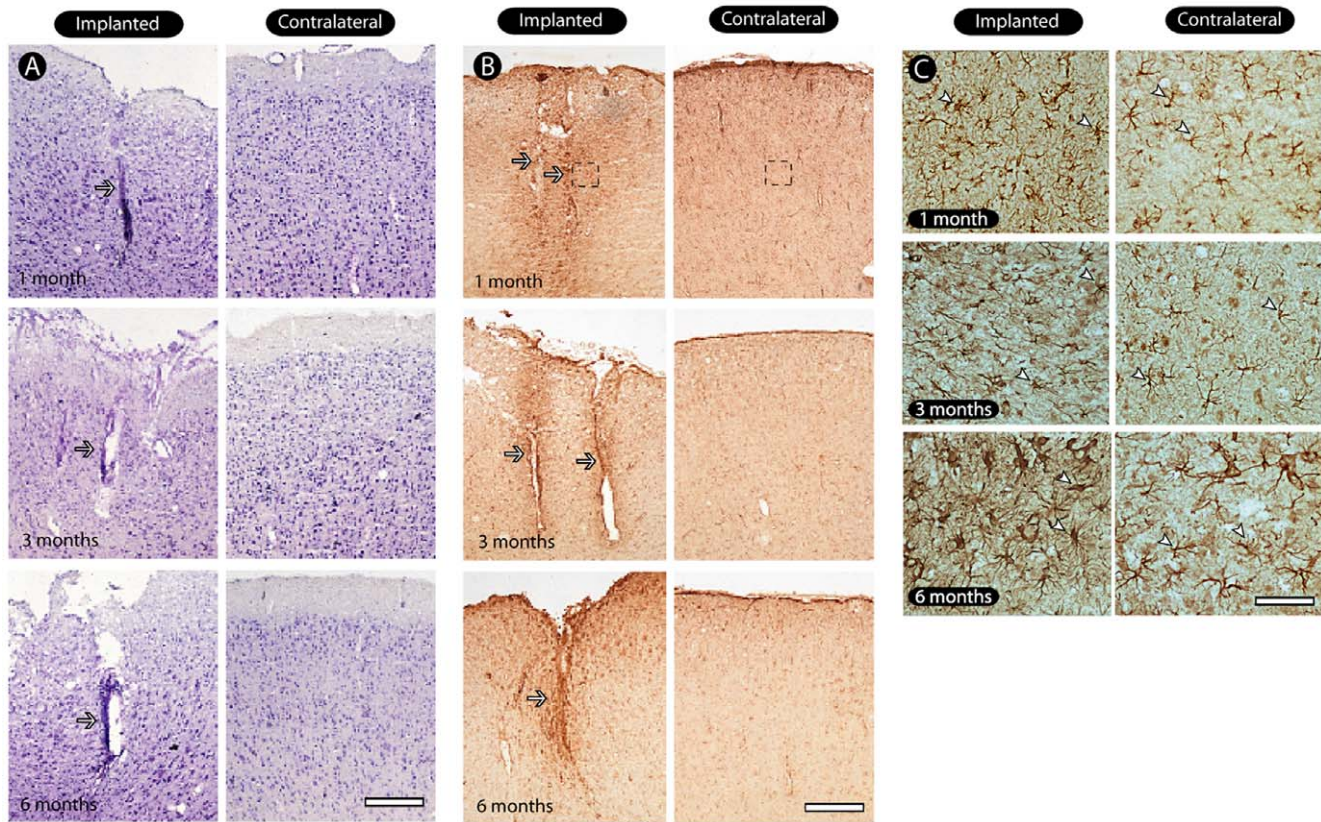 Implanted
Contralateral
Implanted
Contralateral
Implanted
Contralateral
A
B
C
1 month
1 month
1 month
3 months
3 months
3 months
6 months
6 months
6 months